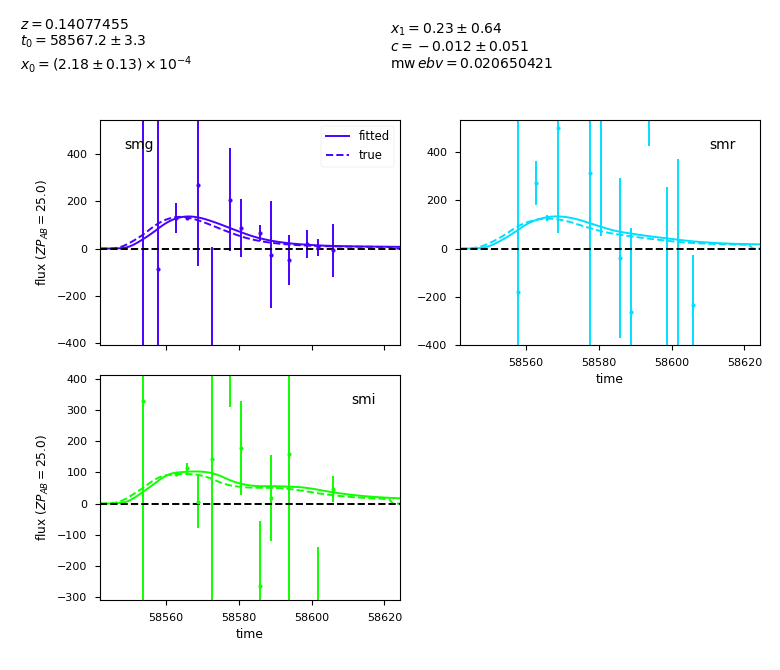 z = 0.14077455
t₀ = 58567.2 ± 3.3
x₀ = (2.18 ± 0.13) × 10⁻⁴
x₁ = 0.23 ± 0.64
c = −0.012 ± 0.051
mw ebv = 0.020650421
smg
fitted
true
400
200
0
−200
−400
flux (ZP_AB = 25.0)
smr
400
200
0
−200
−400
58560 58580 58600 58620
time
smi
400
300
200
100
0
−100
−200
−300
flux (ZP_AB = 25.0)
58560 58580 58600 58620
time